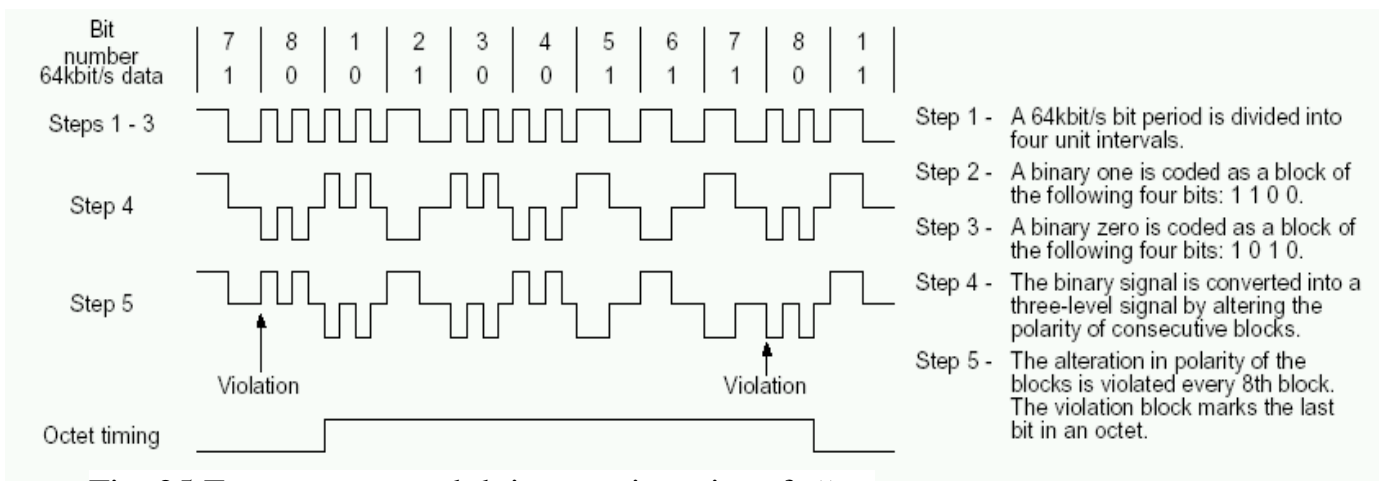 Bit
number
64kbit/s data
7 8 1 2 3 4 5 6 7 8 1
1 0 0 1 0 0 1 1 1 0 1
Steps 1 - 3
Step 4
Step 5
Violation
Violation
Octet timing
Step 1 - A 64kbit/s bit period is divided into
four unit intervals.
Step 2 - A binary one is coded as a block of
the following four bits: 1 1 0 0.
Step 3 - A binary zero is coded as a block of
the following four bits: 1 0 1 0.
Step 4 - The binary signal is converted into a
three-level signal by altering the
polarity of consecutive blocks.
Step 5 - The alteration in polarity of the
blocks is violated every 8th block.
The violation block marks the last
bit in an octet.